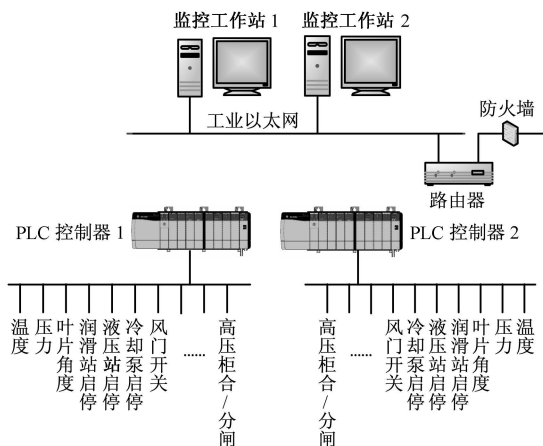 监控工作站 1
监控工作站 2
防火墙
工业以太网
路由器
PLC 控制器 1
PLC 控制器 2
温度
压力
叶片角度
润滑站启停
液压站启停
冷却泵启停
风门开关
……
高压柜合/分闸
高压柜合/分闸
……
风门开关
冷却泵启停
液压站启停
润滑站启停
叶片角度
压力
温度